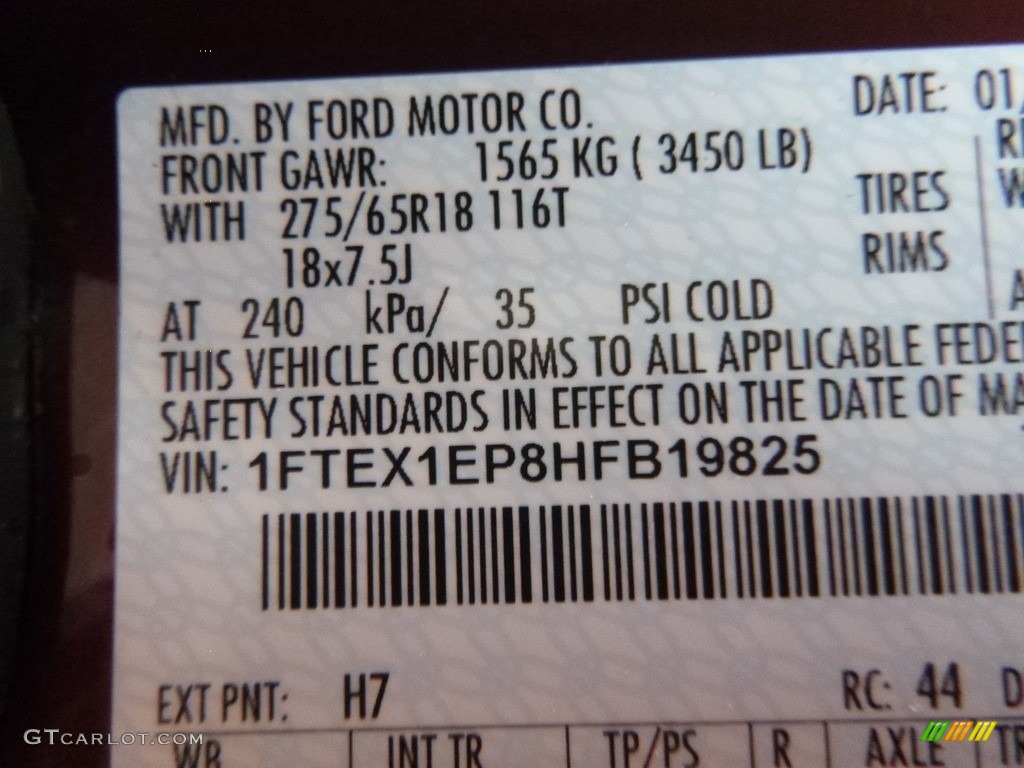 MFD. BY FORD MOTOR CO. DATE: 01
FRONT GAWR: 1565 KG ( 3450 LB)
WITH 275/65R18 116T TIRES
18x7.5J RIMS
AT 240 kPa/ 35 PSI COLD
THIS VEHICLE CONFORMS TO ALL APPLICABLE FEDE
SAFETY STANDARDS IN EFFECT ON THE DATE OF MA
VIN: 1FTEX1EP8HFB19825
EXT PNT: H7 RC: 44 D
WB INT TR TP/PS R AXLE TR
GTCARLOT.COM